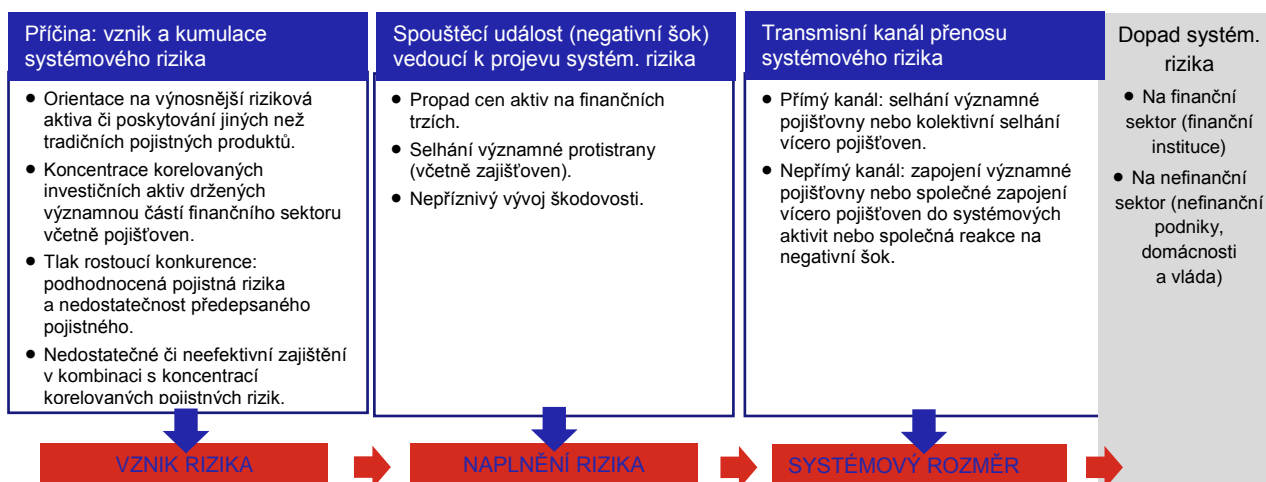 Příčina: vznik a kumulace
systémového rizika
● Orientace na výnosnější riziková
aktiva či poskytování jiných než
tradičních pojistných produktů.
● Koncentrace korelovaných
investičních aktiv držených
významnou částí finančního sektoru
včetně pojišťoven.
● Tlak rostoucí konkurence:
podhodnocená pojistná rizika
a nedostatečnost předepsaného
pojistného.
● Nedostatečné či neefektivní zajištění
v kombinaci s koncentrací
korelovaných pojistných rizik.
VZNIK RIZIKA
Spouštěcí událost (negativní šok)
vedoucí k projevu systém. rizika
● Propad cen aktiv na finančních
trzích.
● Selhání významné protistrany
(včetně zajišťoven).
● Nepříznivý vývoj škodovosti.
NAPLNĚNÍ RIZIKA
Transmisní kanál přenosu
systémového rizika
● Přímý kanál: selhání významné
pojišťovny nebo kolektivní selhání
vícero pojišťoven.
● Nepřímý kanál: zapojení významné
pojišťovny nebo společné zapojení
vícero pojišťoven do systémových
aktivit nebo společná reakce na
negativní šok.
SYSTÉMOVÝ ROZMĚR
Dopad systém.
rizika
● Na finanční
sektor (finanční
instituce)
● Na nefinanční
sektor (nefinanční
podniky,
domácnosti
a vláda)